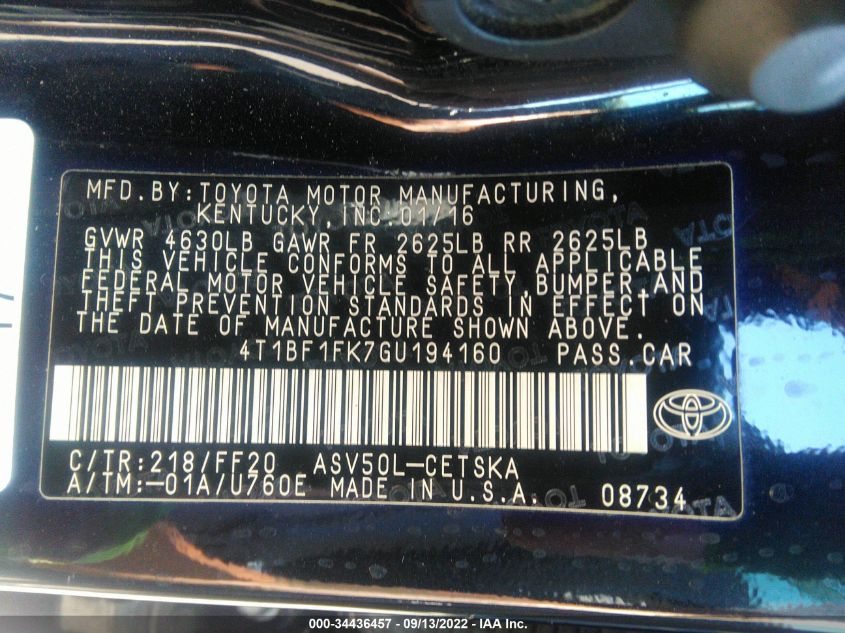 MFD.BY:TOYOTA MOTOR MANUFACTURING,
KENTUCKY,INC.01/16
GVWR 4630LB GAWR FR 2625LB RR 2625LB
THIS VEHICLE CONFORMS TO ALL APPLICABLE
FEDERAL MOTOR VEHICLE SAFETY,BUMPER,AND
THEFT PREVENTION STANDARDS IN EFFECT ON
THE DATE OF MANUFACTURE SHOWN ABOVE.
4T1BF1FK7GU194160 PASS.CAR
C/TR:218/FF20 ASV50L-CETSKA
A/TM:-01A/U760E MADE IN U.S.A. 08734
000-34436457 - 09/13/2022 - IAA Inc.